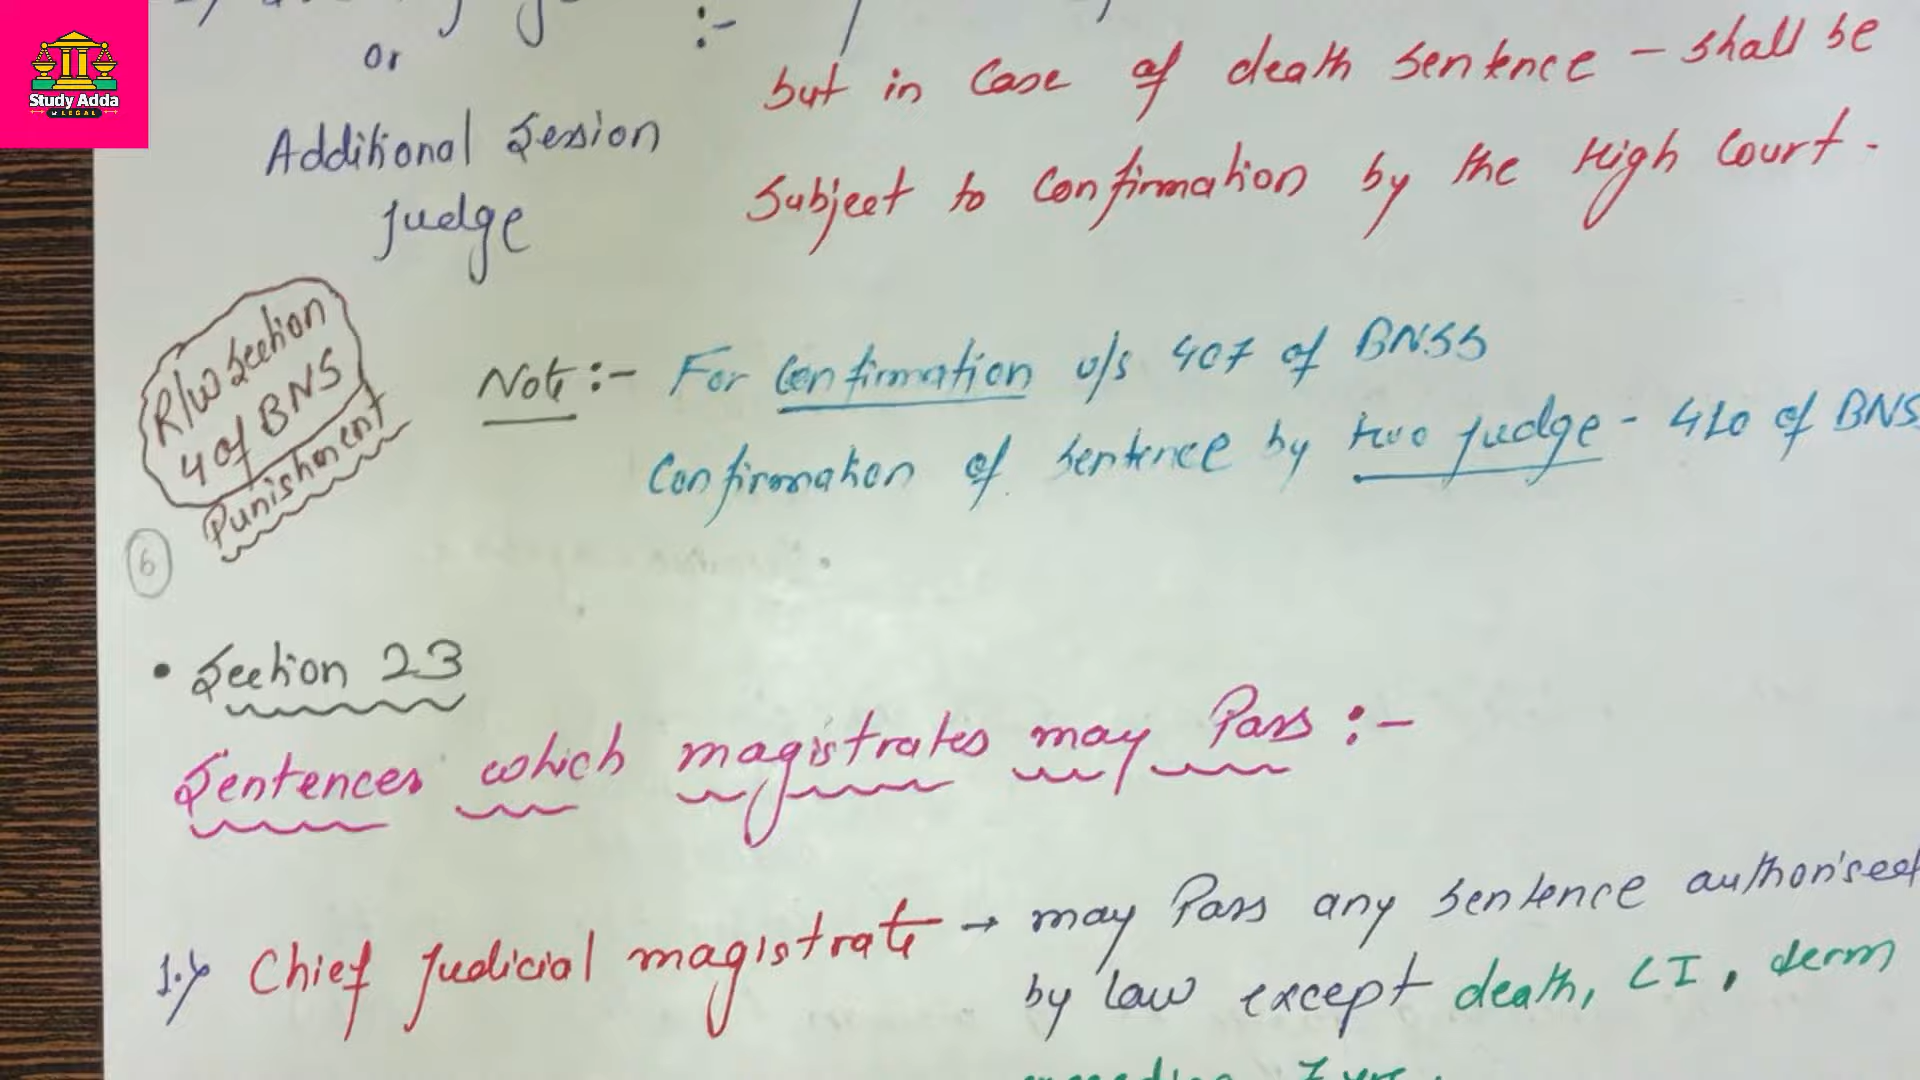 Study Adda
LEGAL
or
Additional Session
Judge
:-
but in case of death sentence - shall be
subject to confirmation by the High Court.
R/W Section
4 of BNS
Punishment
Note :- For Confirmation u/s 407 of BNSS
Confirmation of sentence by two judge - 410 of BNS
6
• Section 23
Sentences which magistrates may Pass :-
1.) Chief Judicial magistrate → may Pass any sentence authorised
by law except death, LI, term
7